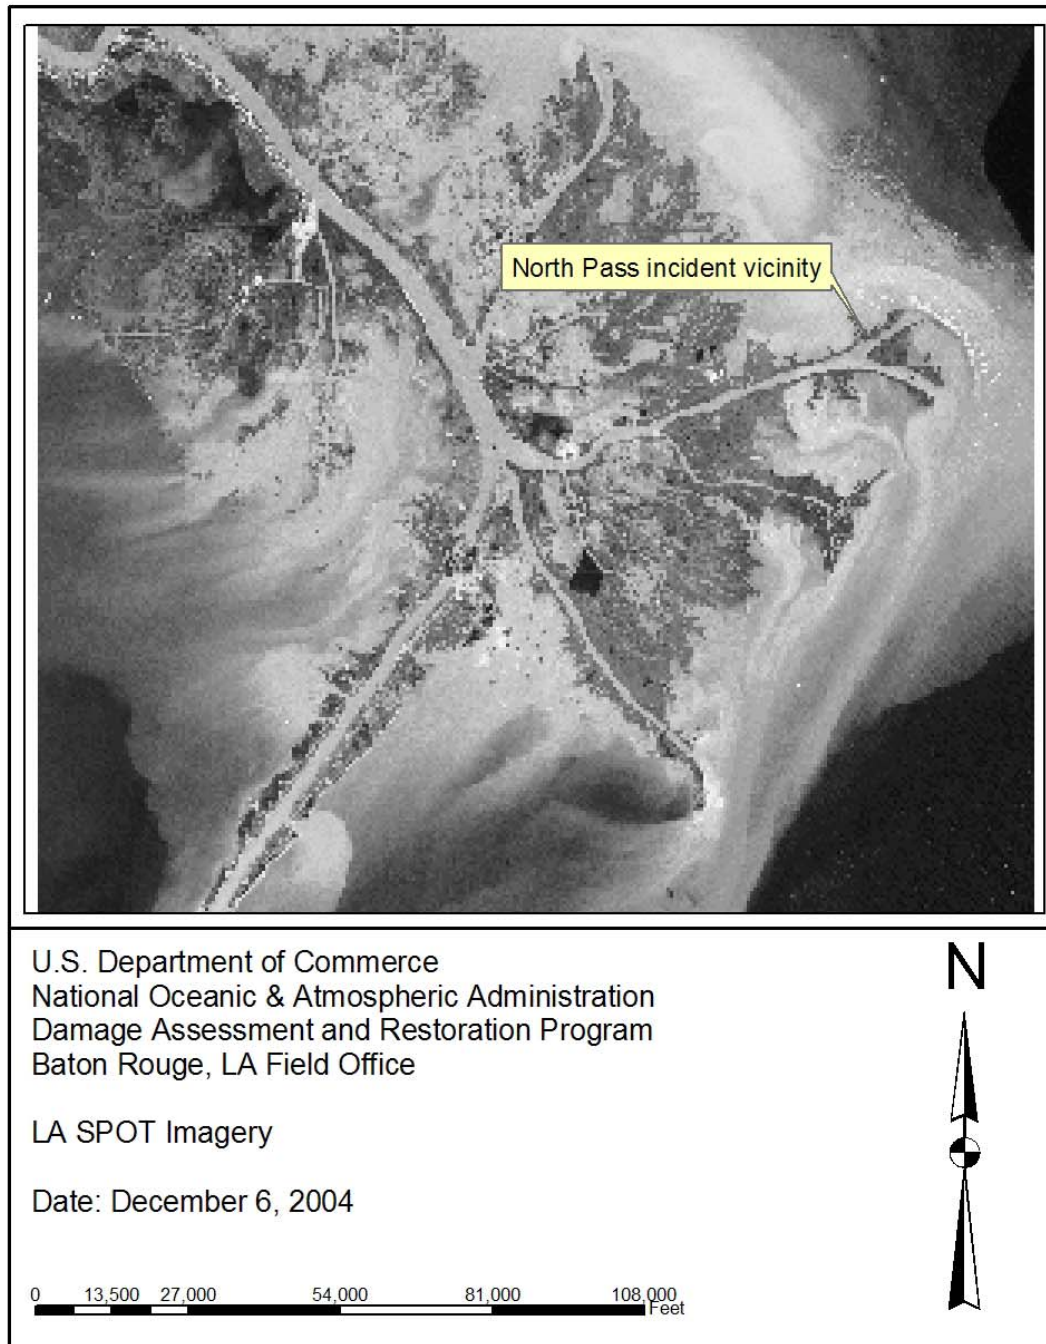 North Pass incident vicinity
U.S. Department of Commerce
National Oceanic & Atmospheric Administration
Damage Assessment and Restoration Program
Baton Rouge, LA Field Office
LA SPOT Imagery
Date: December 6, 2004
N
0 13,500 27,000 54,000 81,000 108,000
Feet